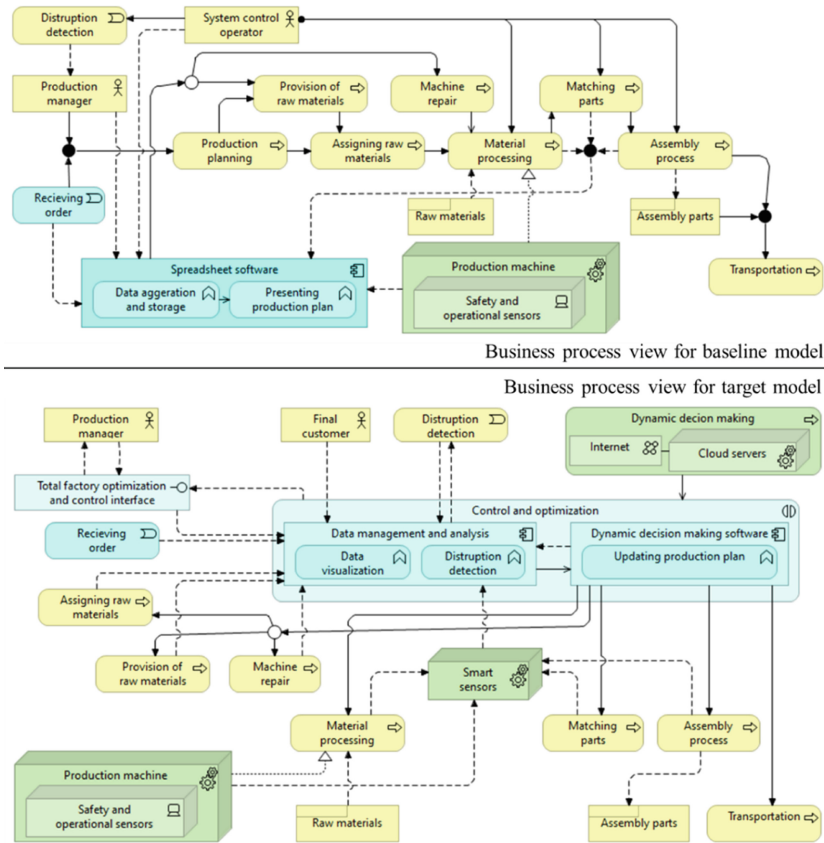 Distruption
detection
System control
operator
Production
manager
Provision of
raw materials
Machine
repair
Matching
parts
Production
planning
Assigning raw
materials
Material
processing
Assembly
process
Recieving
order
Raw materials
Assembly parts
Spreadsheet software
Data aggeration
and storage
Presenting
production plan
Production machine
Safety and
operational sensors
Transportation
Business process view for baseline model
Business process view for target model
Production
manager
Final
customer
Distruption
detection
Dynamic decion making
Internet
Cloud servers
Total factory optimization
and control interface
Control and optimization
Recieving
order
Data management and analysis
Data
visualization
Distruption
detection
Dynamic decision making software
Updating production plan
Assigning raw
materials
Provision of
raw materials
Machine
repair
Smart
sensors
Material
processing
Matching
parts
Assembly
process
Production machine
Safety and
operational sensors
Raw materials
Assembly parts
Transportation